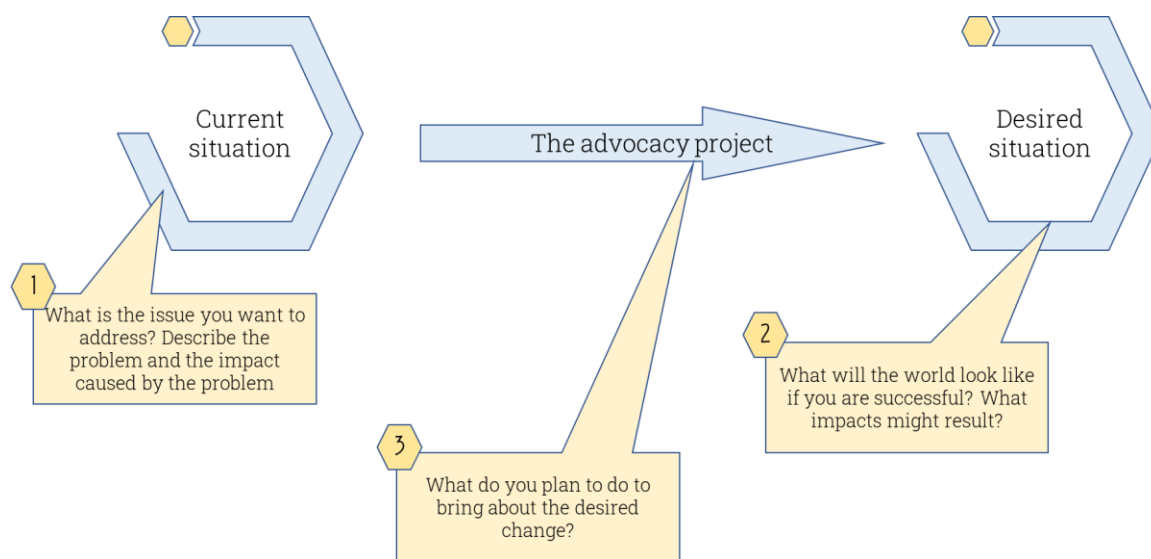 Current
situation
The advocacy project
Desired
situation
1
What is the issue you want to
address? Describe the
problem and the impact
caused by the problem
2
What will the world look like
if you are successful? What
impacts might result?
3
What do you plan to do to
bring about the desired
change?